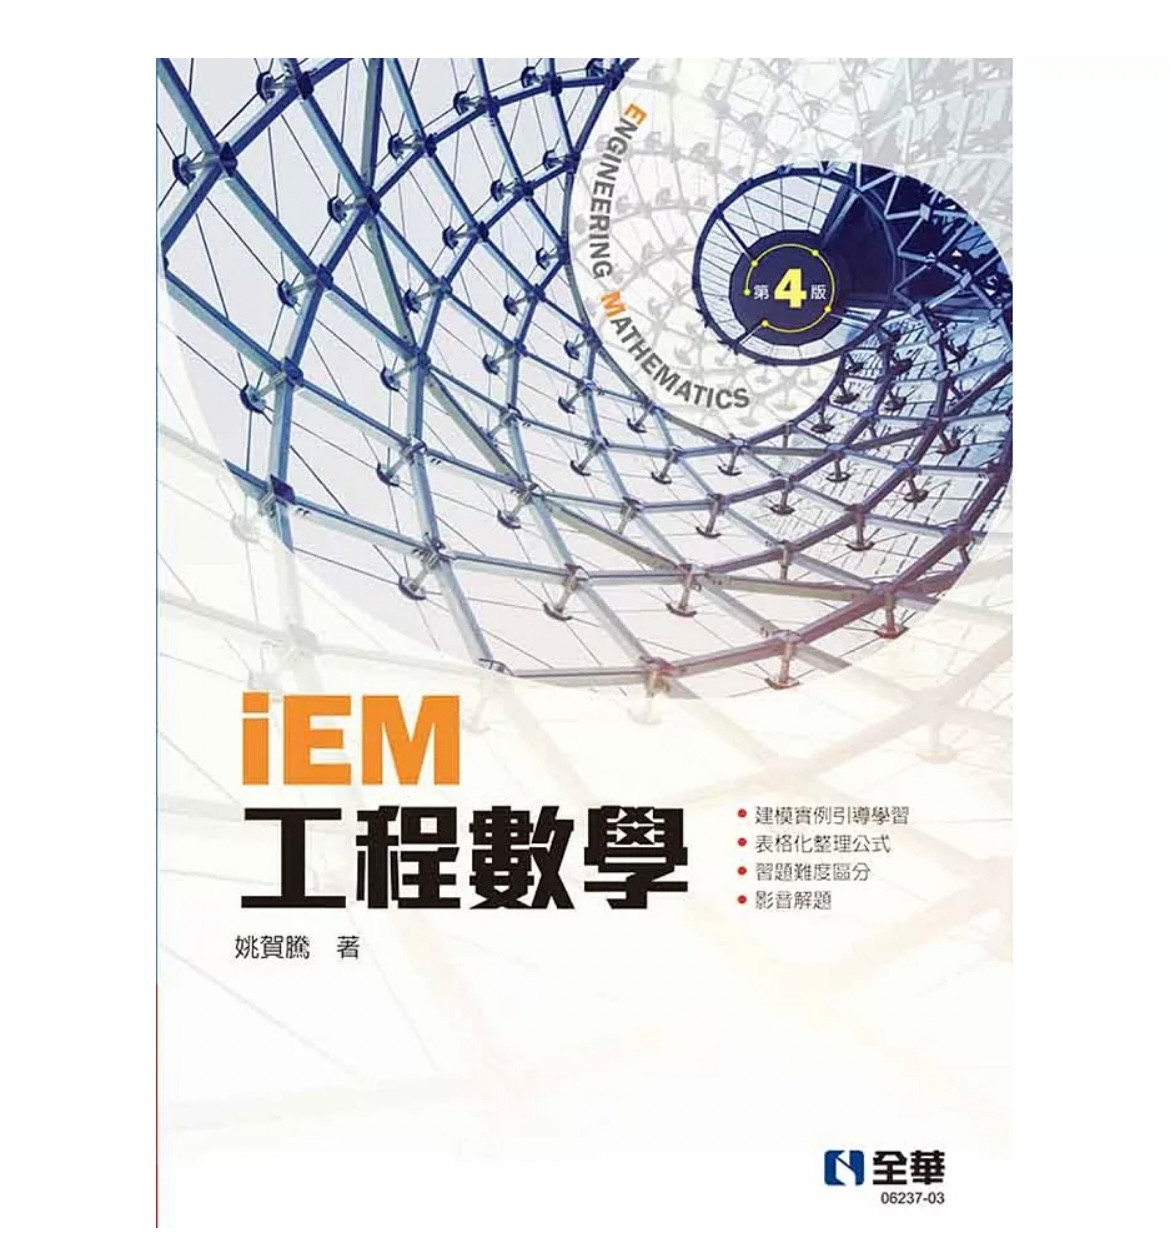 ENGINEERING MATHEMATICS
第4版
iEM
工程數學
• 建模實例引導學習
• 表格化整理公式
• 習題難度區分
• 影音解題
姚賀騰 著
全華
06237-03